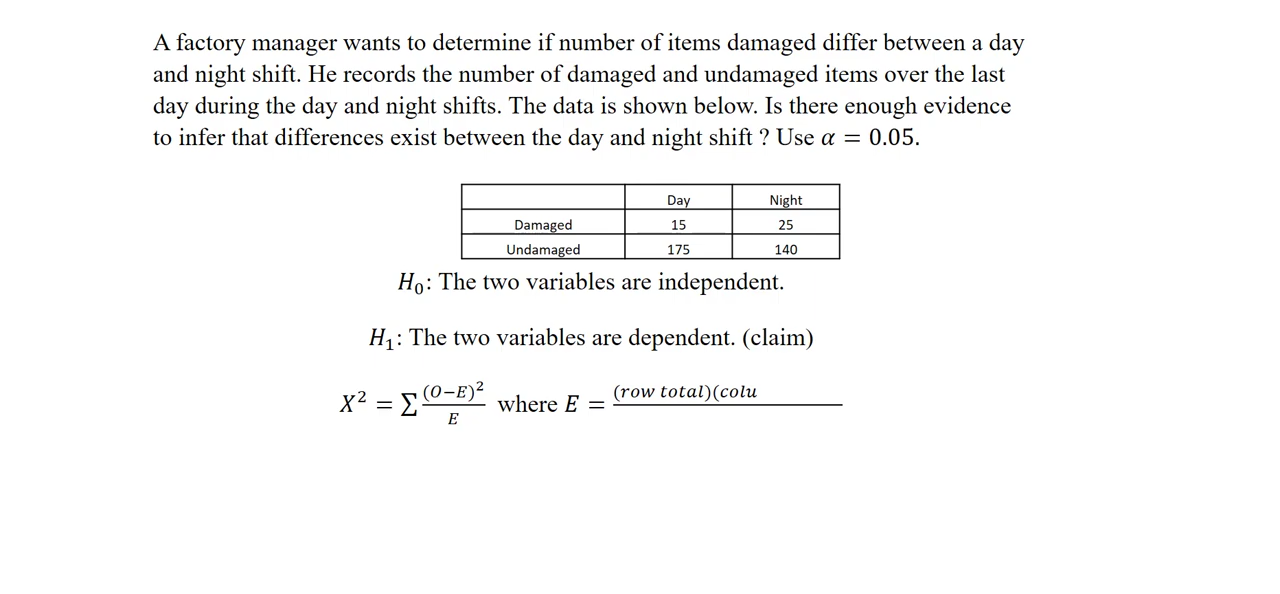 A factory manager wants to determine if number of items damaged differ between a day
and night shift. He records the number of damaged and undamaged items over the last
day during the day and night shifts. The data is shown below. Is there enough evidence
to infer that differences exist between the day and night shift ? Use α = 0.05.
Day Night
Damaged 15 25
Undamaged 175 140
H₀: The two variables are independent.
H₁: The two variables are dependent. (claim)
X² = ∑ (O−E)²/E where E = (row total)(colu